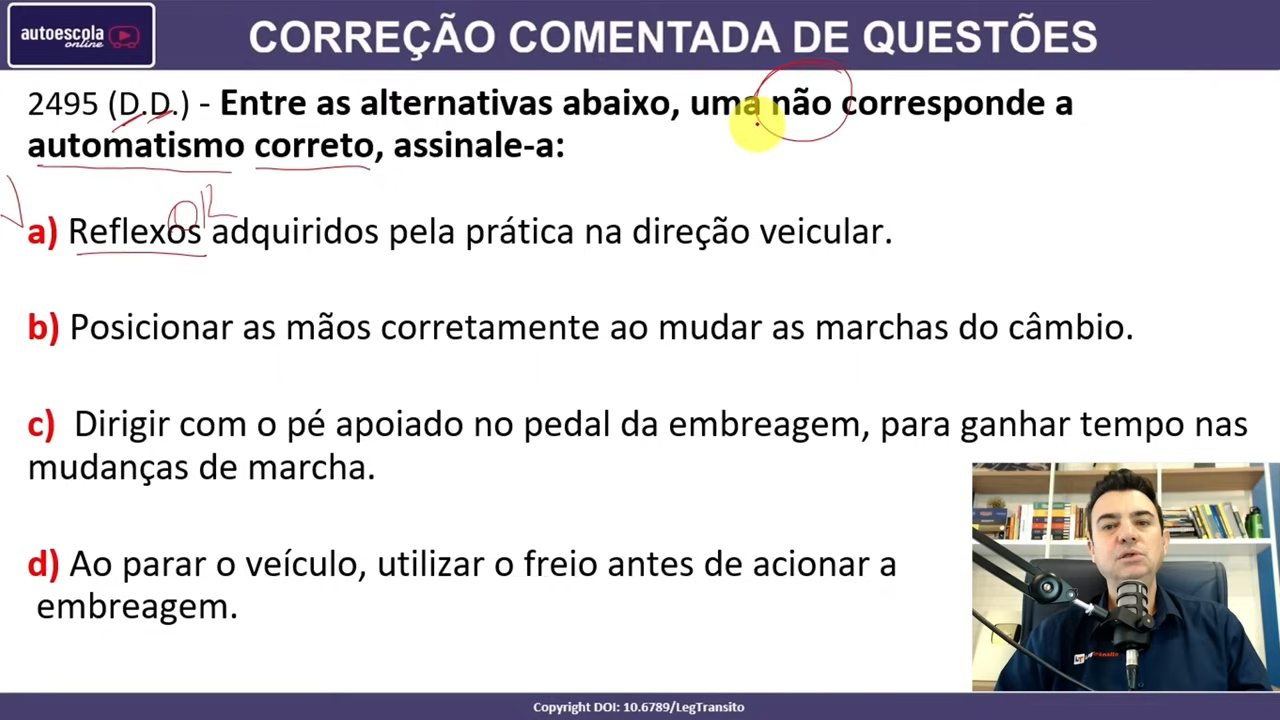 autoescola
online
CORREÇÃO COMENTADA DE QUESTÕES
2495 (D.D.) - Entre as alternativas abaixo, uma não corresponde a
automatismo correto, assinale-a:
OK
a) Reflexos adquiridos pela prática na direção veicular.
b) Posicionar as mãos corretamente ao mudar as marchas do câmbio.
c) Dirigir com o pé apoiado no pedal da embreagem, para ganhar tempo nas
mudanças de marcha.
d) Ao parar o veículo, utilizar o freio antes de acionar a
embreagem.
Copyright DOI: 10.6789/LegTransito